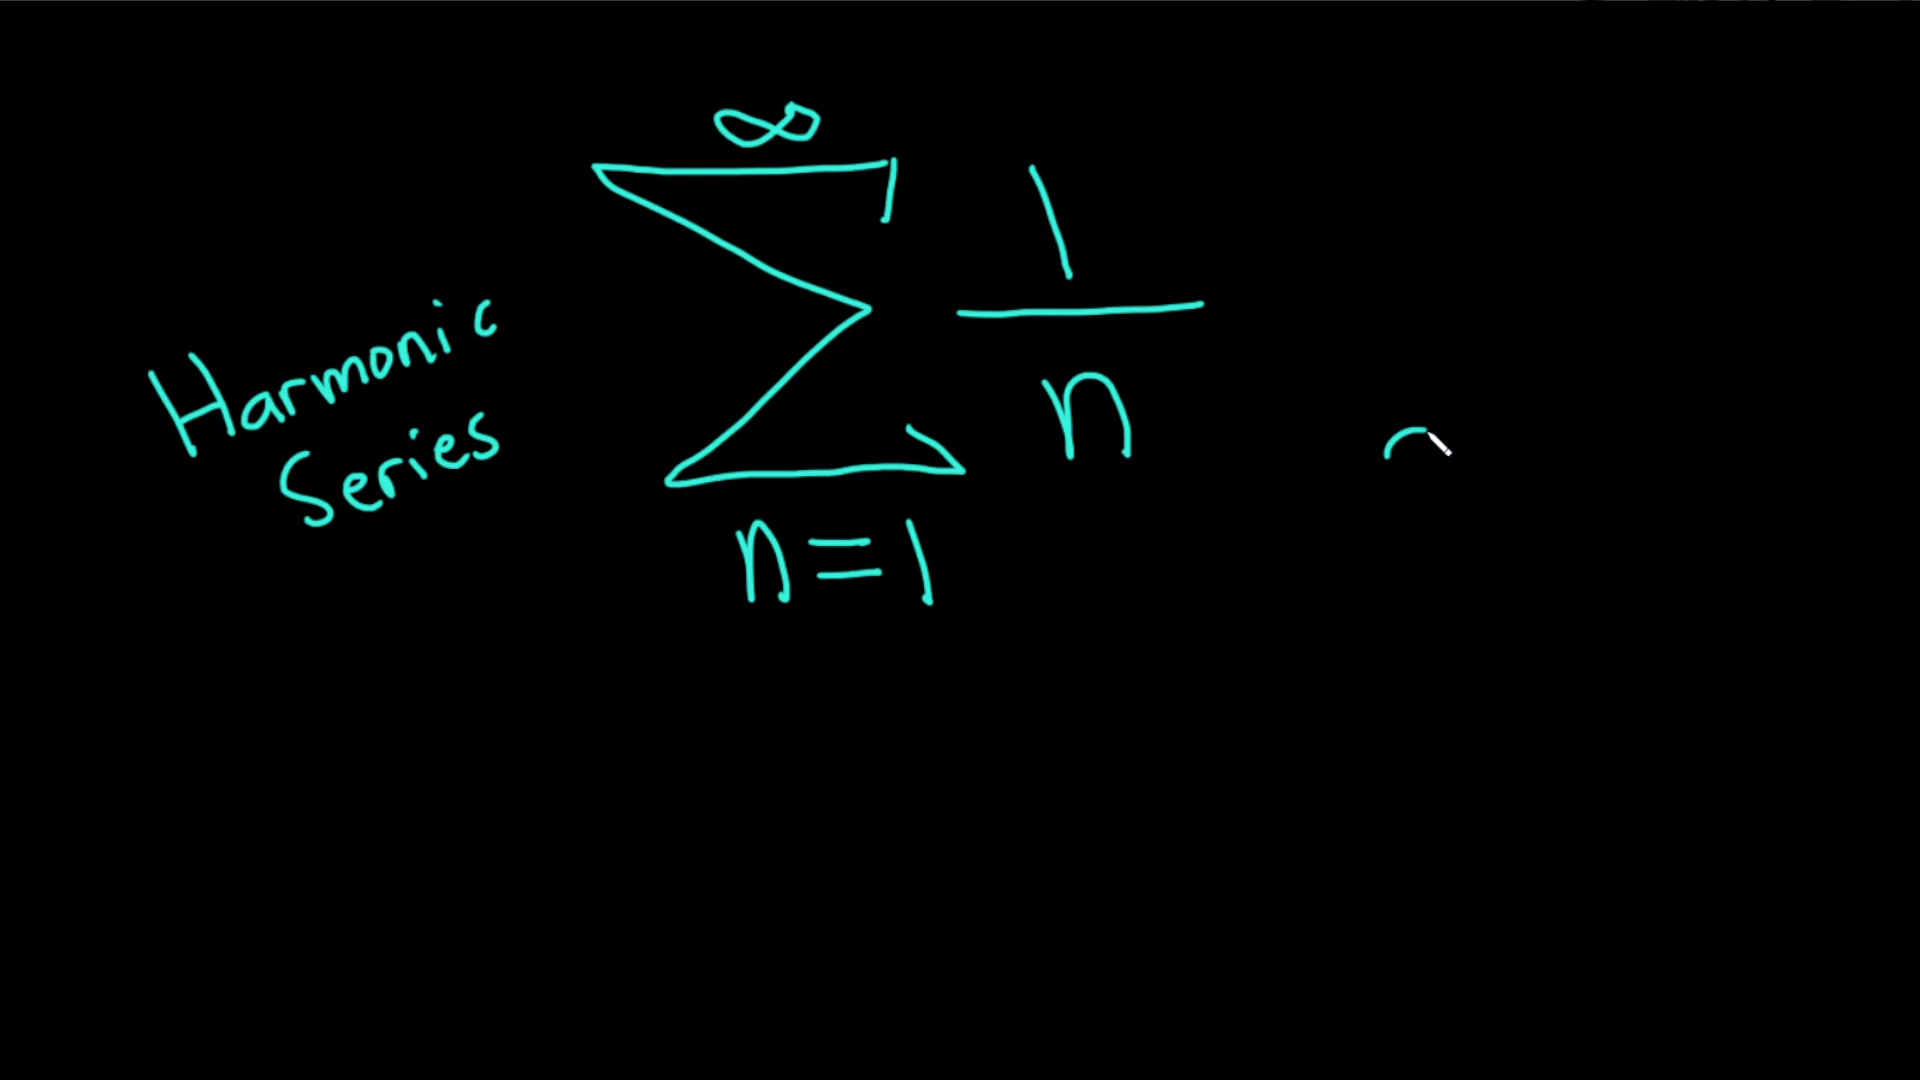 Harmonic
Series
∞
∑ 1/n
n=1